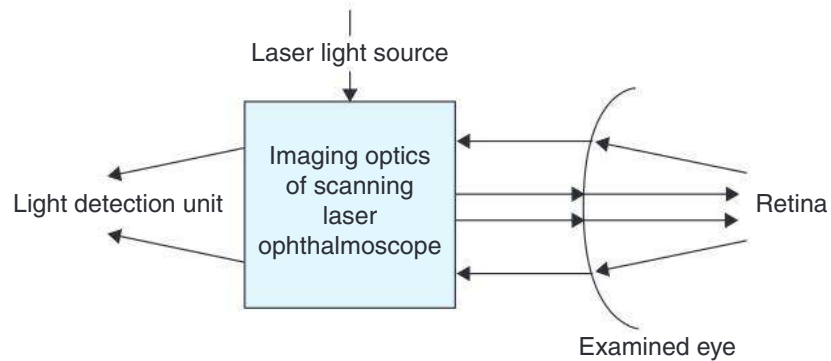 Laser light source
Imaging optics
of scanning
laser
ophthalmoscope
Light detection unit
Retina
Examined eye